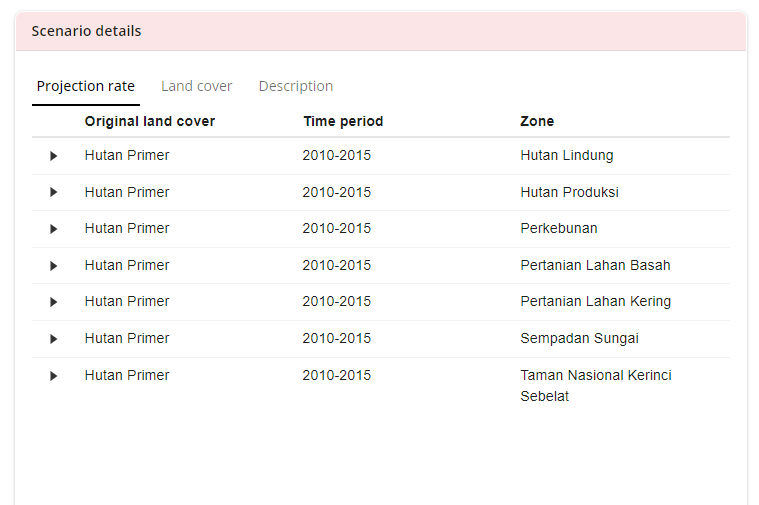 Scenario details
Projection rate Land cover Description
Original land cover Time period Zone
Hutan Primer 2010-2015 Hutan Lindung
Hutan Primer 2010-2015 Hutan Produksi
Hutan Primer 2010-2015 Perkebunan
Hutan Primer 2010-2015 Pertanian Lahan Basah
Hutan Primer 2010-2015 Pertanian Lahan Kering
Hutan Primer 2010-2015 Sempadan Sungai
Hutan Primer 2010-2015 Taman Nasional Kerinci
Sebelat